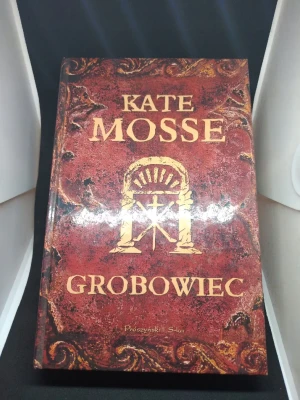 KATE
MOSSE
GROBOWIEC
Prószyński i S-ka